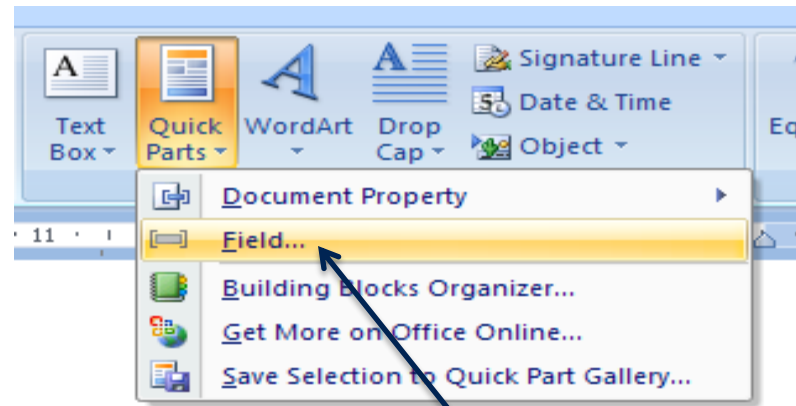 A
Text Box
Quick Parts
WordArt
Drop Cap
Signature Line
Date & Time
Object
11
Document Property
Field...
Building Blocks Organizer...
Get More on Office Online...
Save Selection to Quick Part Gallery...